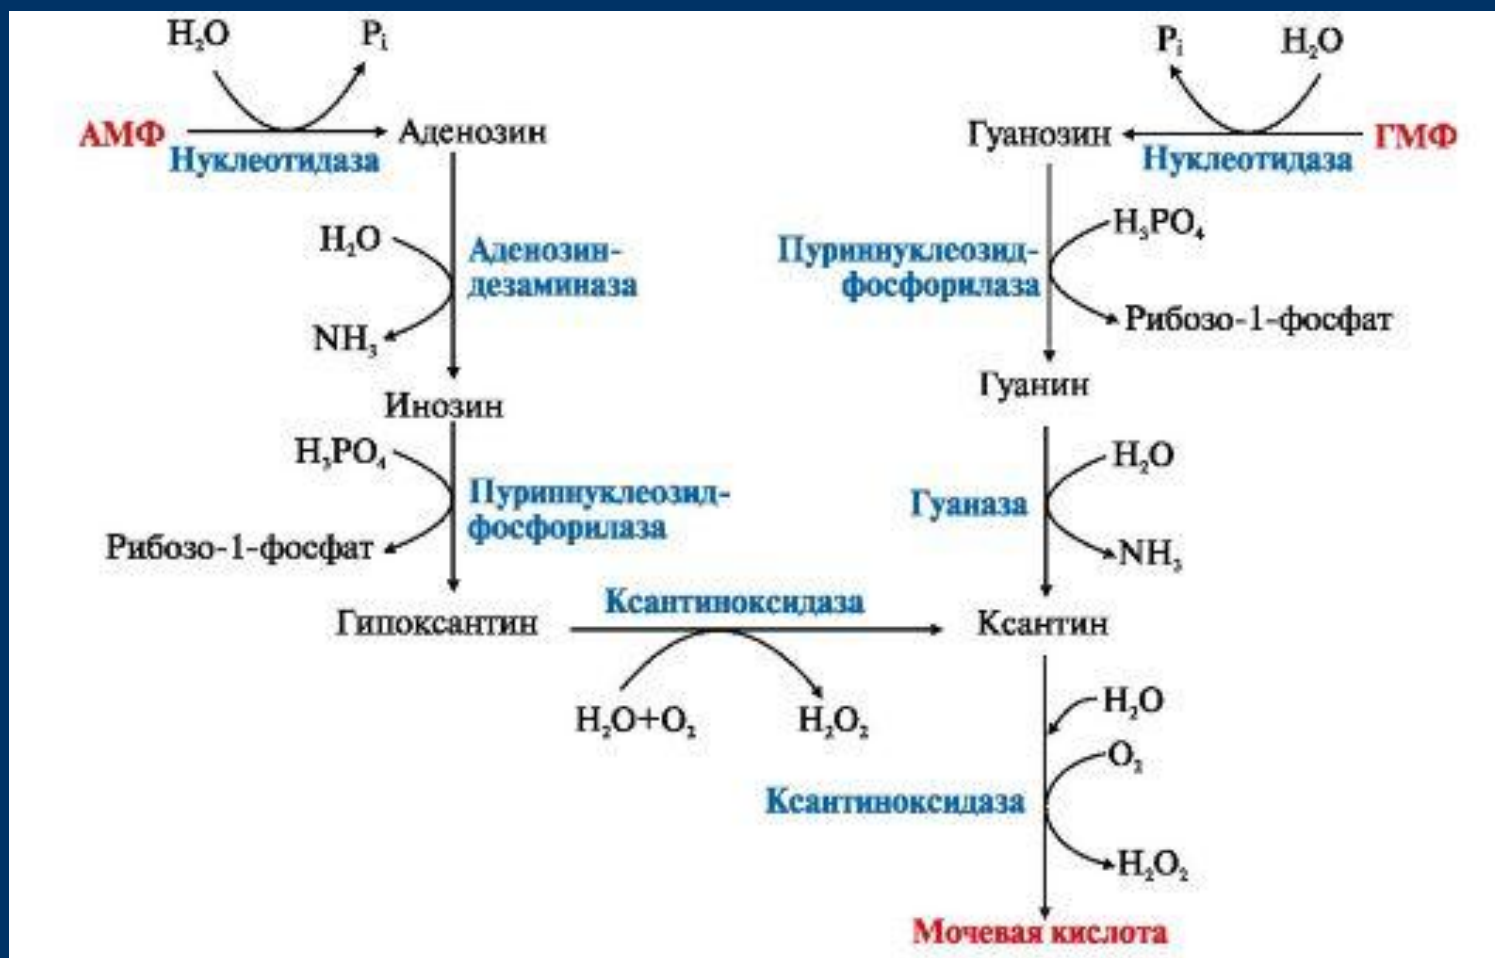 H₂O Pᵢ Pᵢ H₂O
АМФ Аденозин Гуанозин ГМФ
Нуклеотидаза Нуклеотидаза
H₂O Аденозин- Пуриннуклеозид- H₃PO₄
дезаминаза фосфорилаза
NH₃ Рибозо-1-фосфат
Инозин Гуанин
H₃PO₄ H₂O
Пуриннуклеозид- Гуаназа
фосфорилаза
Рибозо-1-фосфат NH₃
Ксантиноксидаза
Гипоксантин Ксантин
H₂O+O₂ H₂O₂ H₂O
O₂
Ксантиноксидаза
H₂O₂
Мочевая кислота